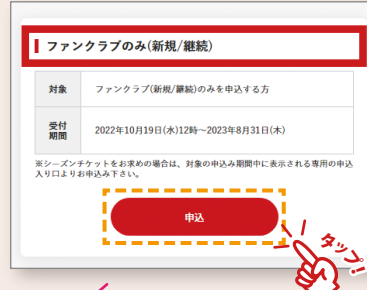 ファンクラブのみ(新規/継続)
対象 ファンクラブ(新規/継続)のみを申込する方
受付
期間 2022年10月19日(水)12時～2023年8月31日(木)
※シーズンチケットをお求めの場合は、対象の申込み期間中に表示される専用の申込
入り口よりお申込み下さい。
申込
タップ!